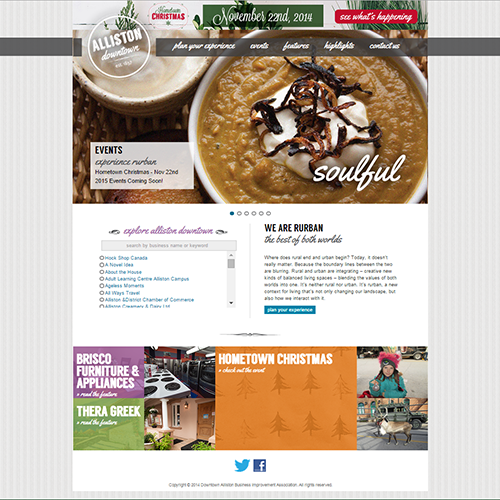 Hometown
CHRISTMAS
November 22nd, 2014
see what's happening
ALLISTON
downtown
plan your experience
events
features
highlights
contact us
EVENTS
experience rurban
Hometown Christmas - Nov 22nd
2015 Events Coming Soon!
soulful
explore alliston downtown
search by business name or keyword
Hock Shop Canada
A Novel Idea
About the House
Adult Learning Centre Alliston Campus
Ageless Moments
All Ways Travel
Alliston &District Chamber of Commerce
Alliston Creamery & Dairy Ltd
WE ARE RURBAN
the best of both worlds
Where does rural end and urban begin? Today, it doesn't
really matter. Because the boundary lines between the two
are blurring. Rural and urban are integrating – creative new
kinds of balanced living spaces – blending the values of both
worlds into one. It's neither rural nor urban. It's rurban, a new
context for living that's not only changing our landscape, but
also how we interact with it.
plan your experience
BRISCO
FURNITURE &
APPLIANCES
» read the feature
THERA GREEK
» read the feature
HOMETOWN CHRISTMAS
» check out the event
Copyright © 2014 Downtown Alliston Business Improvement Association. All rights reserved.